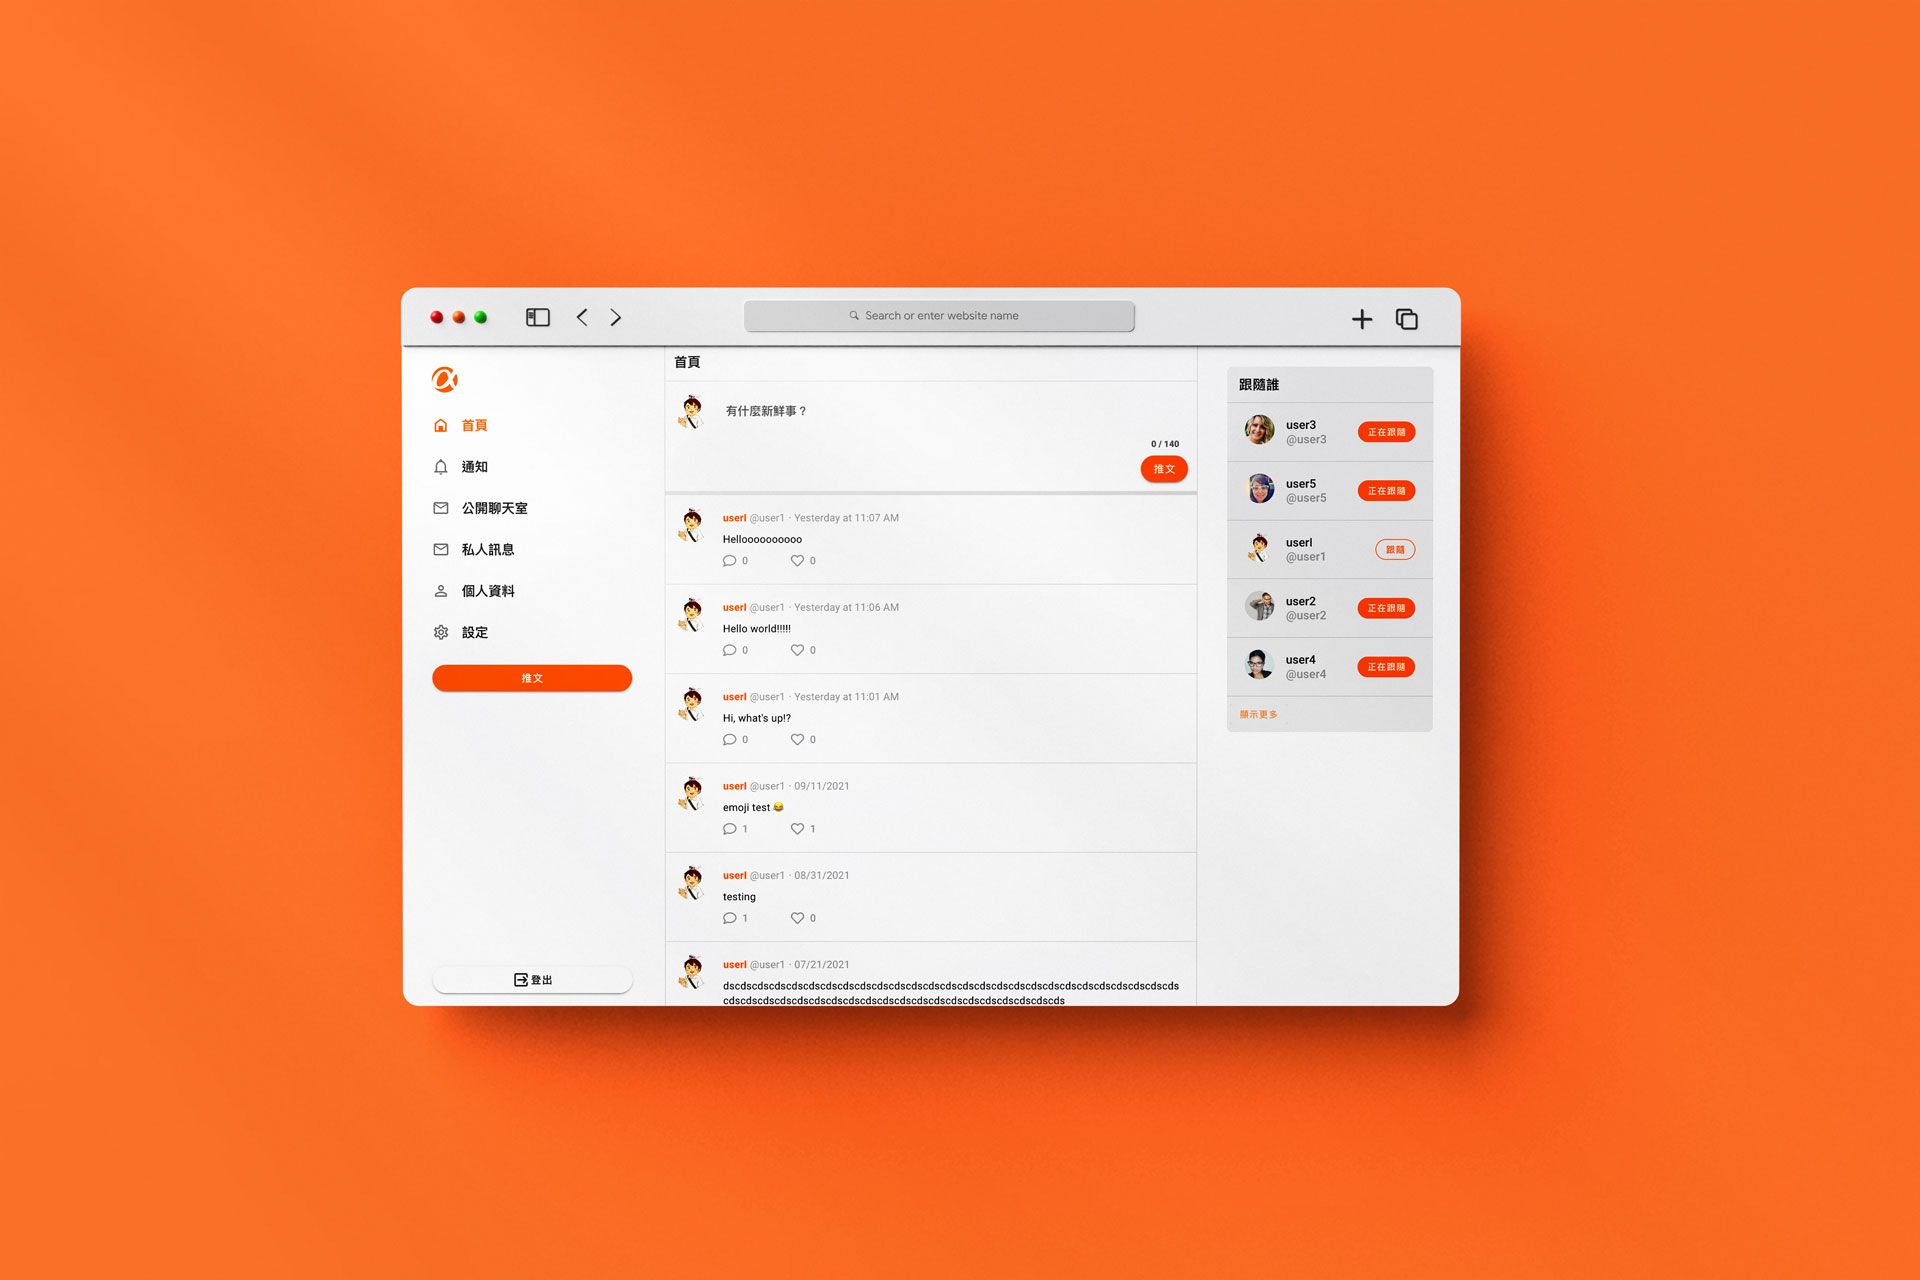 Search or enter website name
首頁
通知
公開聊天室
私人訊息
個人資料
設定
推文
登出
首頁
有什麼新鮮事？
0 / 140
推文
userl @user1 · Yesterday at 11:07 AM
Helloooooooooo
0 0
userl @user1 · Yesterday at 11:06 AM
Hello world!!!!!
0 0
userl @user1 · Yesterday at 11:01 AM
Hi, what's up!?
0 0
userl @user1 · 09/11/2021
emoji test 😂
1 1
userl @user1 · 08/31/2021
testing
1 0
userl @user1 · 07/21/2021
跟隨誰
user3
@user3
正在跟隨
user5
@user5
正在跟隨
userl
@user1
跟隨
user2
@user2
正在跟隨
user4
@user4
正在跟隨
顯示更多